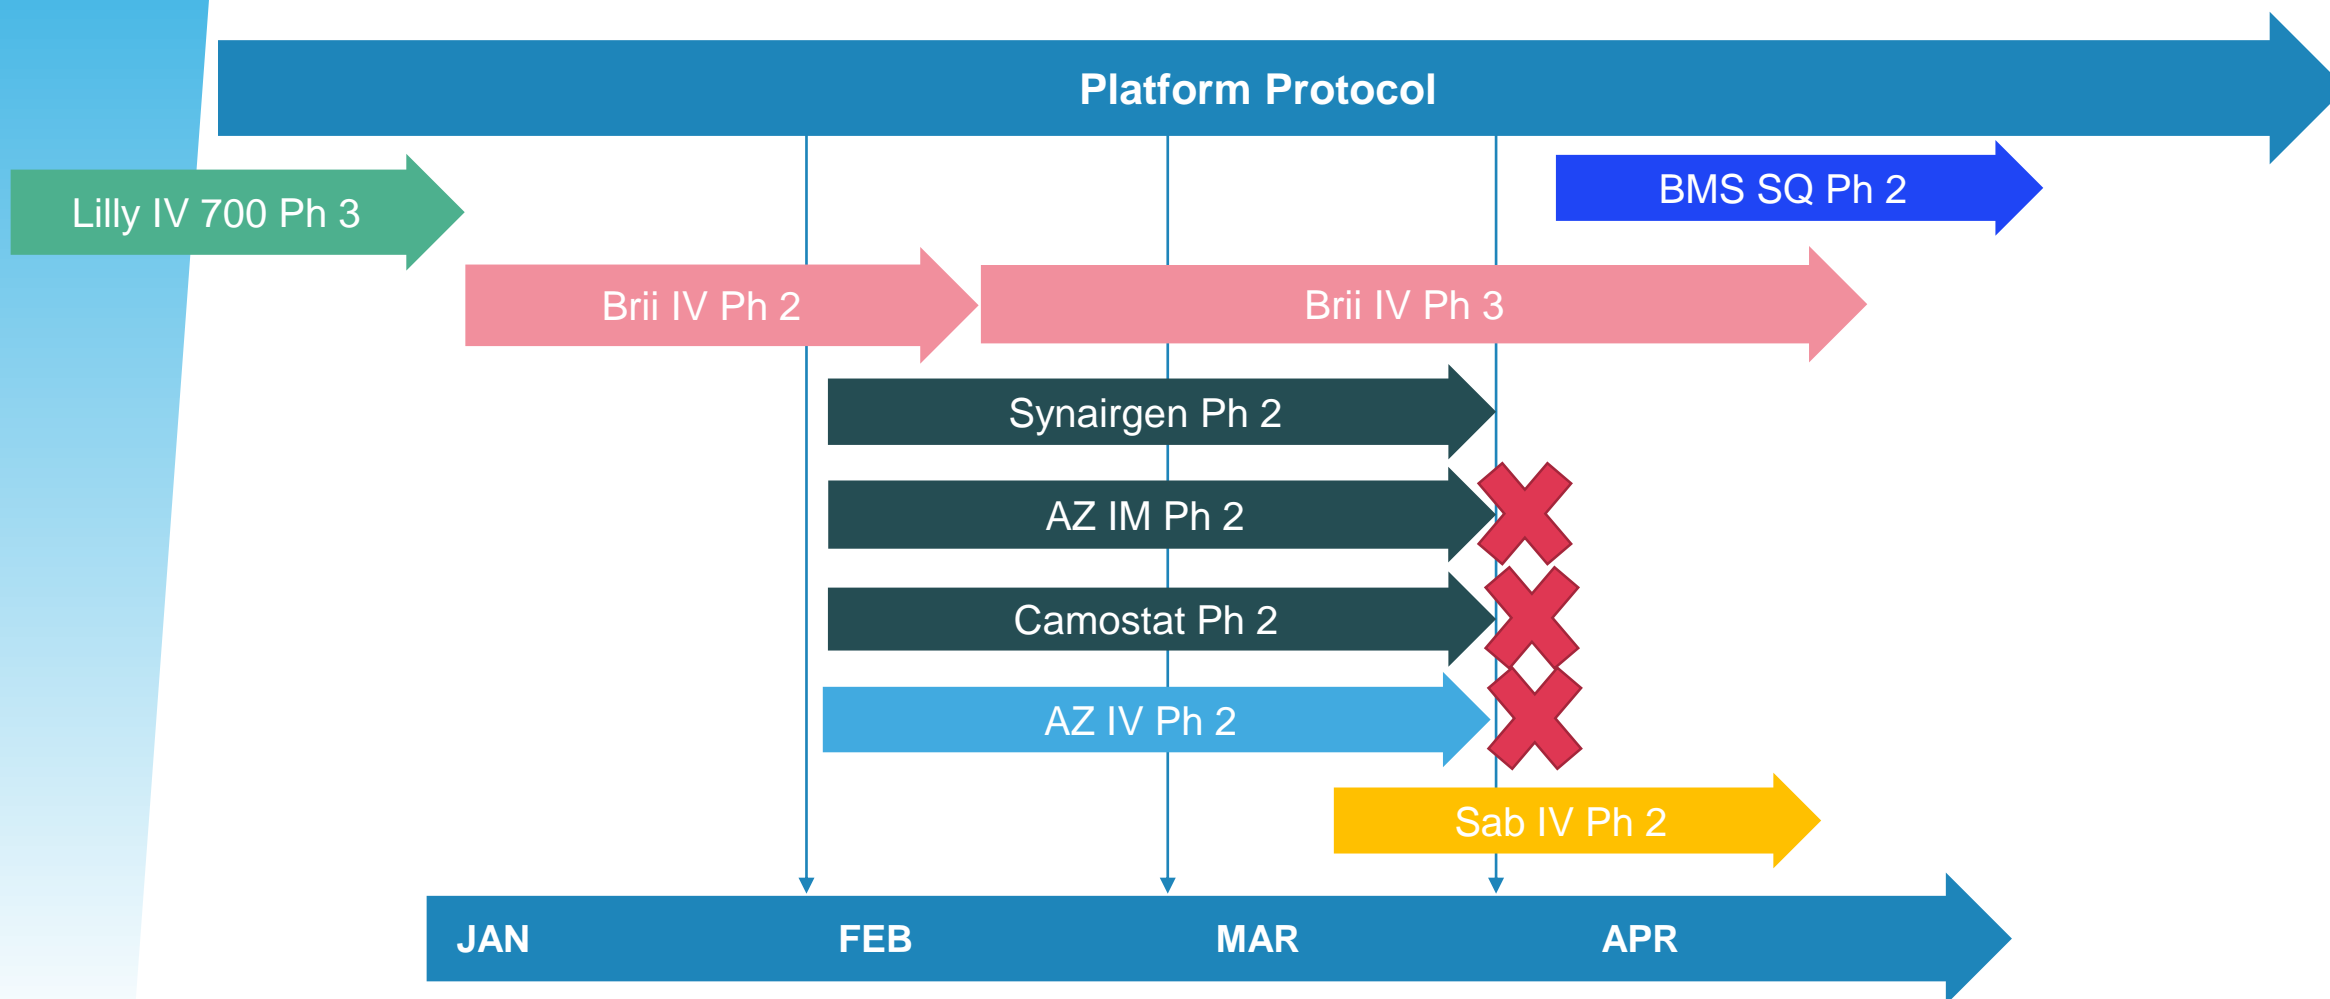 Platform Protocol
Lilly IV 700 Ph 3
BMS SQ Ph 2
Brii IV Ph 2
Brii IV Ph 3
Synairgen Ph 2
AZ IM Ph 2
Camostat Ph 2
AZ IV Ph 2
Sab IV Ph 2
JAN FEB MAR APR